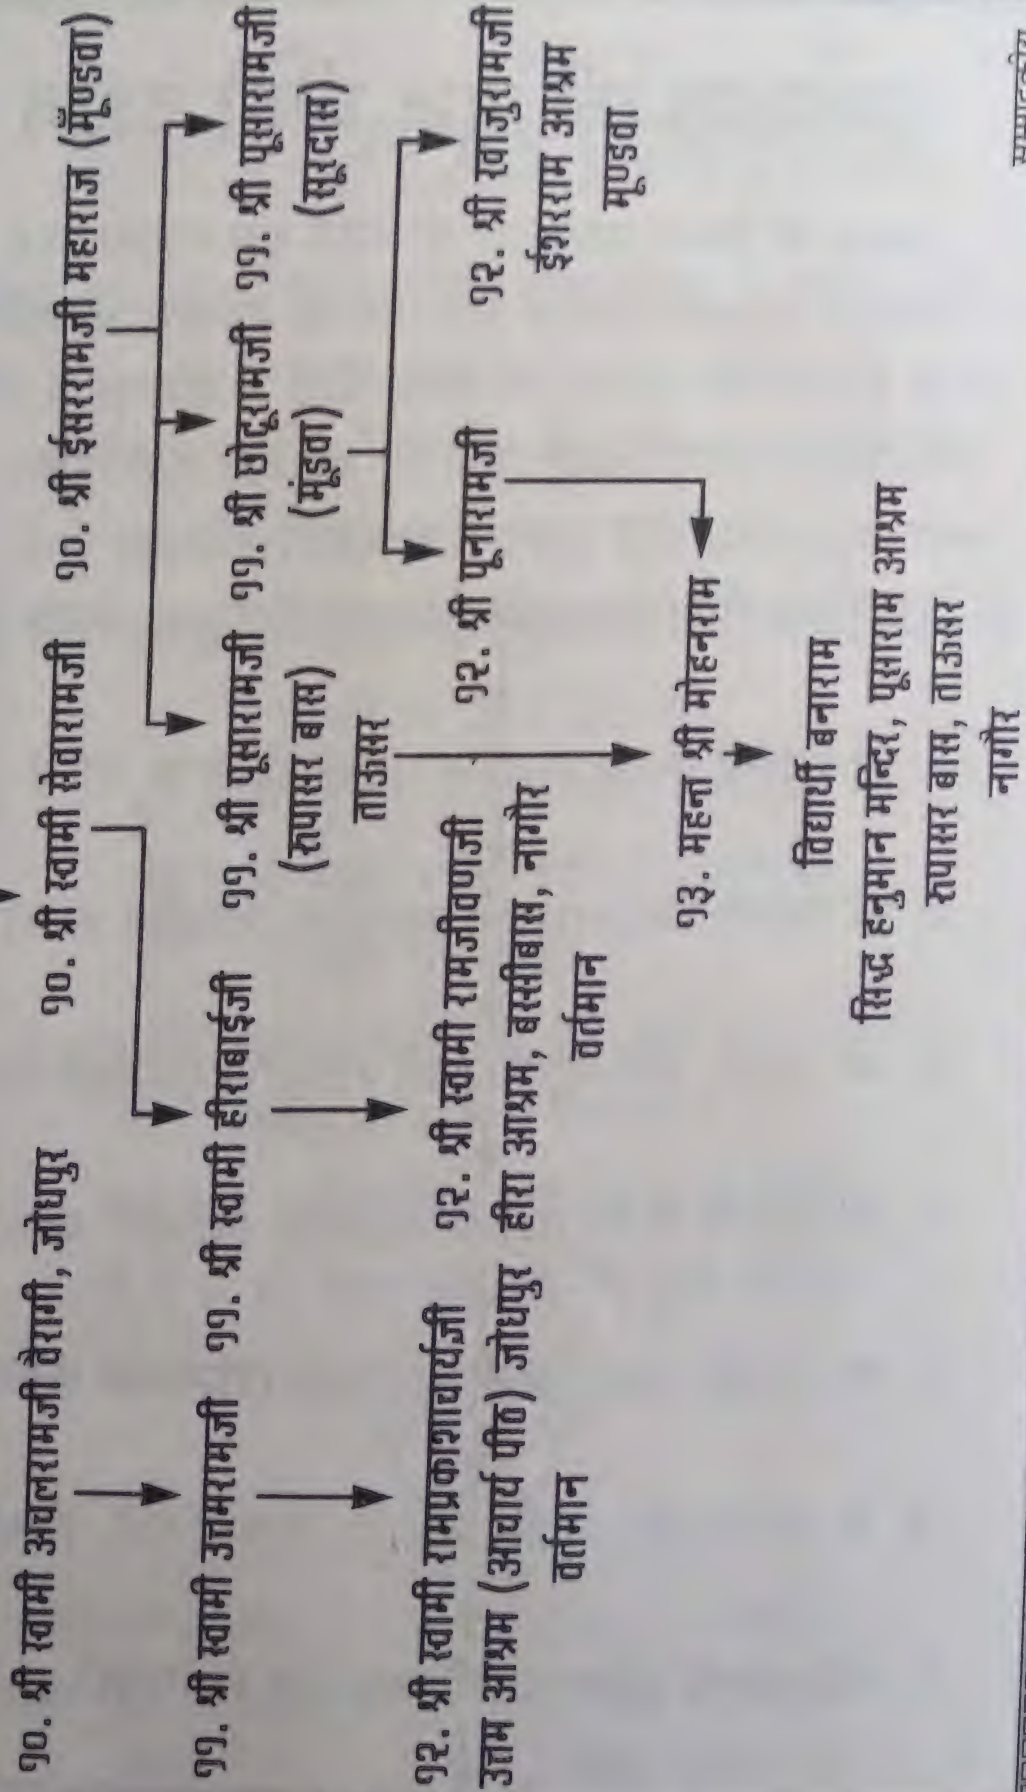 १०. श्री स्वामी अचलरामजी वैरागी, जोधपुर
१०. श्री स्वामी सेवारामजी
१०. श्री ईसररामजी महाराज (मूँण्डवा)
११. श्री स्वामी उत्तमरामजी
११. श्री स्वामी हीराबाईजी
११. श्री पूसारामजी
(रुपासर बास)
ताऊसर
११. श्री छोटूरामजी
(मूंडवा)
११. श्री पूसारामजी
(सूरदास)
१२. श्री स्वामी रामप्रकाशाचार्यजी
उत्तम आश्रम (आचार्य पीठ) जोधपुर
वर्तमान
१२. श्री स्वामी रामजीवणजी
हीरा आश्रम, बस्सीबास, नागौर
वर्तमान
१२. श्री पूनारामजी
१२. श्री खाजुरामजी
ईशरराम आश्रम
मूण्डवा
१३. महन्त श्री मोहनराम
विद्यार्थी बनाराम
सिद्ध हनुमान मन्दिर, पूसाराम आश्रम
रुपासर बास, ताऊसर
नागौर